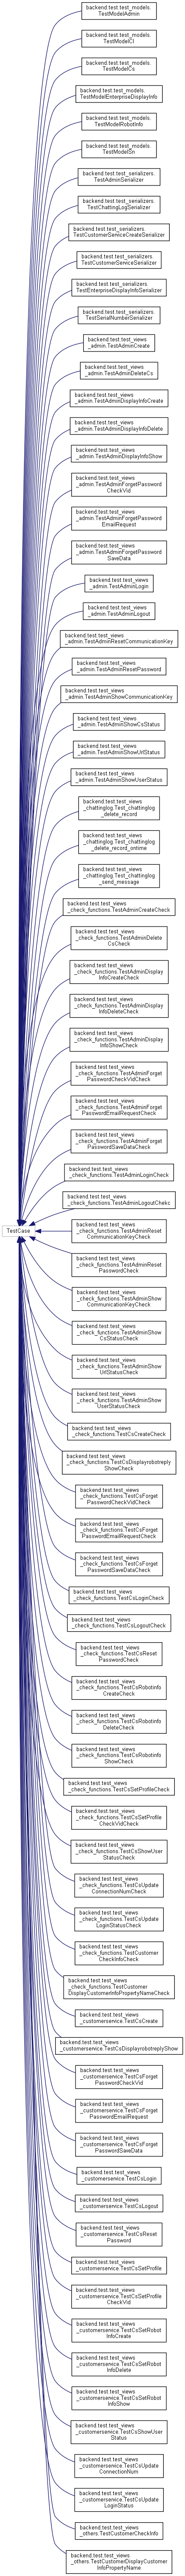 backend.test.test_models.
TestModelAdmin
backend.test.test_models.
TestModelCl
backend.test.test_models.
TestModelCs
backend.test.test_models.
TestModelEnterpriseDisplayInfo
backend.test.test_models.
TestModelRobotInfo
backend.test.test_models.
TestModelSn
backend.test.test_serializers.
TestAdminSerializer
backend.test.test_serializers.
TestChattingLogSerializer
backend.test.test_serializers.
TestCustomerServiceCreateSerializer
backend.test.test_serializers.
TestCustomerServiceSerializer
backend.test.test_serializers.
TestEnterpriseDisplayInfoSerializer
backend.test.test_serializers.
TestSerialNumberSerializer
backend.test.test_views
_admin.TestAdminCreate
backend.test.test_views
_admin.TestAdminDeleteCs
backend.test.test_views
_admin.TestAdminDisplayInfoCreate
backend.test.test_views
_admin.TestAdminDisplayInfoDelete
backend.test.test_views
_admin.TestAdminDisplayInfoShow
backend.test.test_views
_admin.TestAdminForgetPassword
CheckVid
backend.test.test_views
_admin.TestAdminForgetPassword
EmailRequest
backend.test.test_views
_admin.TestAdminForgetPassword
SaveData
backend.test.test_views
_admin.TestAdminLogin
backend.test.test_views
_admin.TestAdminLogout
backend.test.test_views
_admin.TestAdminResetCommunicationKey
backend.test.test_views
_admin.TestAdminResetPassword
backend.test.test_views
_admin.TestAdminShowCommunicationKey
backend.test.test_views
_admin.TestAdminShowCsStatus
backend.test.test_views
_admin.TestAdminShowUrlStatus
backend.test.test_views
_admin.TestAdminShowUserStatus
backend.test.test_views
_chattinglog.Test_chattinglog
_delete_record
backend.test.test_views
_chattinglog.Test_chattinglog
_delete_record_ontime
backend.test.test_views
_chattinglog.Test_chattinglog
_send_message
backend.test.test_views
_check_functions.TestAdminCreateCheck
backend.test.test_views
_check_functions.TestAdminDelete
CsCheck
backend.test.test_views
_check_functions.TestAdminDisplay
InfoCreateCheck
backend.test.test_views
_check_functions.TestAdminDisplay
InfoDeleteCheck
backend.test.test_views
_check_functions.TestAdminDisplay
InfoShowCheck
backend.test.test_views
_check_functions.TestAdminForget
PasswordCheckVidCheck
backend.test.test_views
_check_functions.TestAdminForget
PasswordEmailRequestCheck
backend.test.test_views
_check_functions.TestAdminForget
PasswordSaveDataCheck
backend.test.test_views
_check_functions.TestAdminLoginCheck
backend.test.test_views
_check_functions.TestAdminLogoutChekc
TestCase
backend.test.test_views
_check_functions.TestAdminReset
CommunicationKeyCheck
backend.test.test_views
_check_functions.TestAdminReset
PasswordCheck
backend.test.test_views
_check_functions.TestAdminShow
CommunicationKeyCheck
backend.test.test_views
_check_functions.TestAdminShow
CsStatusCheck
backend.test.test_views
_check_functions.TestAdminShow
UrlStatusCheck
backend.test.test_views
_check_functions.TestAdminShow
UserStatusCheck
backend.test.test_views
_check_functions.TestCsCreateCheck
backend.test.test_views
_check_functions.TestCsDisplayrobotreply
ShowCheck
backend.test.test_views
_check_functions.TestCsForget
PasswordCheckVidCheck
backend.test.test_views
_check_functions.TestCsForget
PasswordEmailRequestCheck
backend.test.test_views
_check_functions.TestCsForget
PasswordSaveDataCheck
backend.test.test_views
_check_functions.TestCsLoginCheck
backend.test.test_views
_check_functions.TestCsLogoutCheck
backend.test.test_views
_check_functions.TestCsReset
PasswordCheck
backend.test.test_views
_check_functions.TestCsRobotinfo
CreateCheck
backend.test.test_views
_check_functions.TestCsRobotinfo
DeleteCheck
backend.test.test_views
_check_functions.TestCsRobotinfo
ShowCheck
backend.test.test_views
_check_functions.TestCsSetProfileCheck
backend.test.test_views
_check_functions.TestCsSetProfile
CheckVidCheck
backend.test.test_views
_check_functions.TestCsShowUser
StatusCheck
backend.test.test_views
_check_functions.TestCsUpdate
ConnectionNumCheck
backend.test.test_views
_check_functions.TestCsUpdate
LoginStatusCheck
backend.test.test_views
_check_functions.TestCustomer
CheckInfoCheck
backend.test.test_views
_check_functions.TestCustomer
DisplayCustomerInfoPropertyNameCheck
backend.test.test_views
_customerservice.TestCsCreate
backend.test.test_views
_customerservice.TestCsDisplayrobotreplyShow
backend.test.test_views
_customerservice.TestCsForget
PasswordCheckVid
backend.test.test_views
_customerservice.TestCsForget
PasswordEmailRequest
backend.test.test_views
_customerservice.TestCsForget
PasswordSaveData
backend.test.test_views
_customerservice.TestCsLogin
backend.test.test_views
_customerservice.TestCsLogout
backend.test.test_views
_customerservice.TestCsReset
Password
backend.test.test_views
_customerservice.TestCsSetProfile
backend.test.test_views
_customerservice.TestCsSetProfile
CheckVid
backend.test.test_views
_customerservice.TestCsSetRobot
InfoCreate
backend.test.test_views
_customerservice.TestCsSetRobot
InfoDelete
backend.test.test_views
_customerservice.TestCsSetRobot
InfoShow
backend.test.test_views
_customerservice.TestCsShowUser
Status
backend.test.test_views
_customerservice.TestCsUpdate
ConnectionNum
backend.test.test_views
_customerservice.TestCsUpdate
LoginStatus
backend.test.test_views
_others.TestCustomerCheckInfo
backend.test.test_views
_others.TestCustomerDisplayCustomer
InfoPropertyName